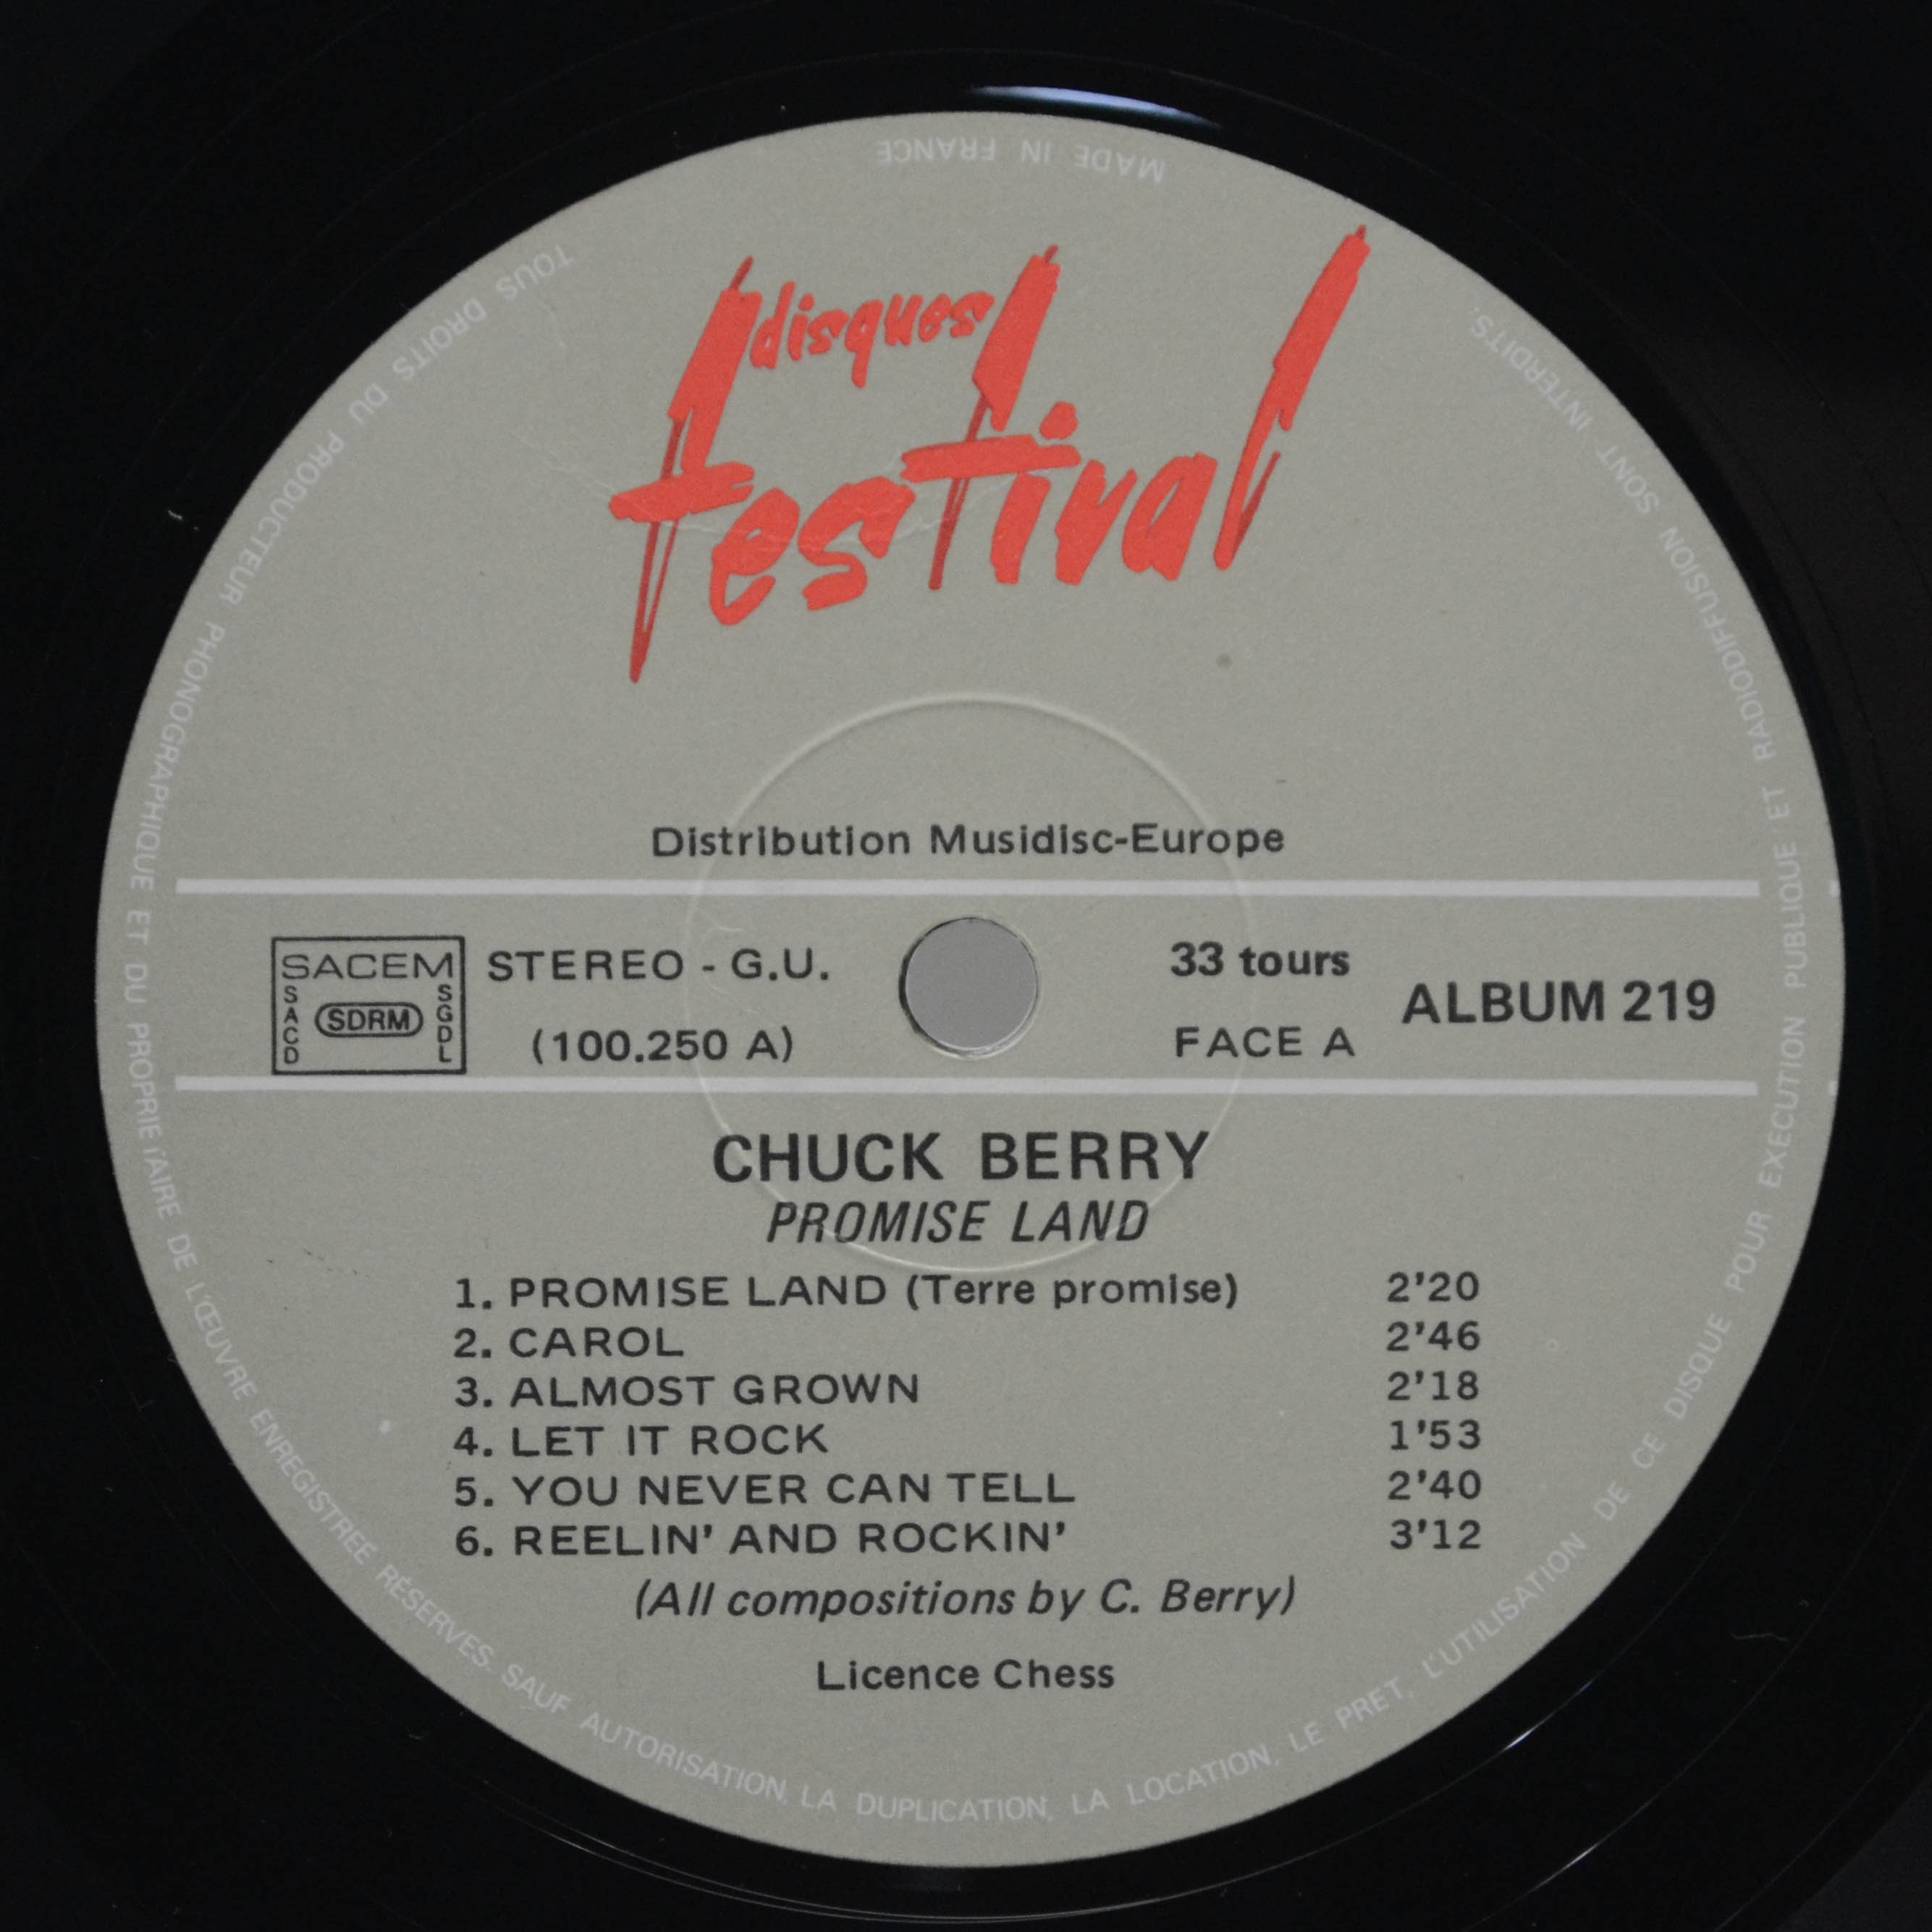 MADE IN FRANCE
disques
festival
Distribution Musidisc-Europe
SACEM
SACD
SDRM
SGDL
STEREO - G.U.
(100.250 A)
33 tours
FACE A
ALBUM 219
CHUCK BERRY
PROMISE LAND
1. PROMISE LAND (Terre promise) 2'20
2. CAROL 2'46
3. ALMOST GROWN 2'18
4. LET IT ROCK 1'53
5. YOU NEVER CAN TELL 2'40
6. REELIN' AND ROCKIN' 3'12
(All compositions by C. Berry)
Licence Chess
TOUS DROITS DU PRODUCTEUR PHONOGRAPHIQUE ET DU PROPRIETAIRE DE L'ŒUVRE ENREGISTREE RÉSERVES. SAUF AUTORISATION, LA DUPLICATION, LA LOCATION, LE PRET, L'UTILISATION DE CE DISQUE POUR EXECUTION PUBLIQUE ET RADIODIFFUSION SONT INTERDITS.